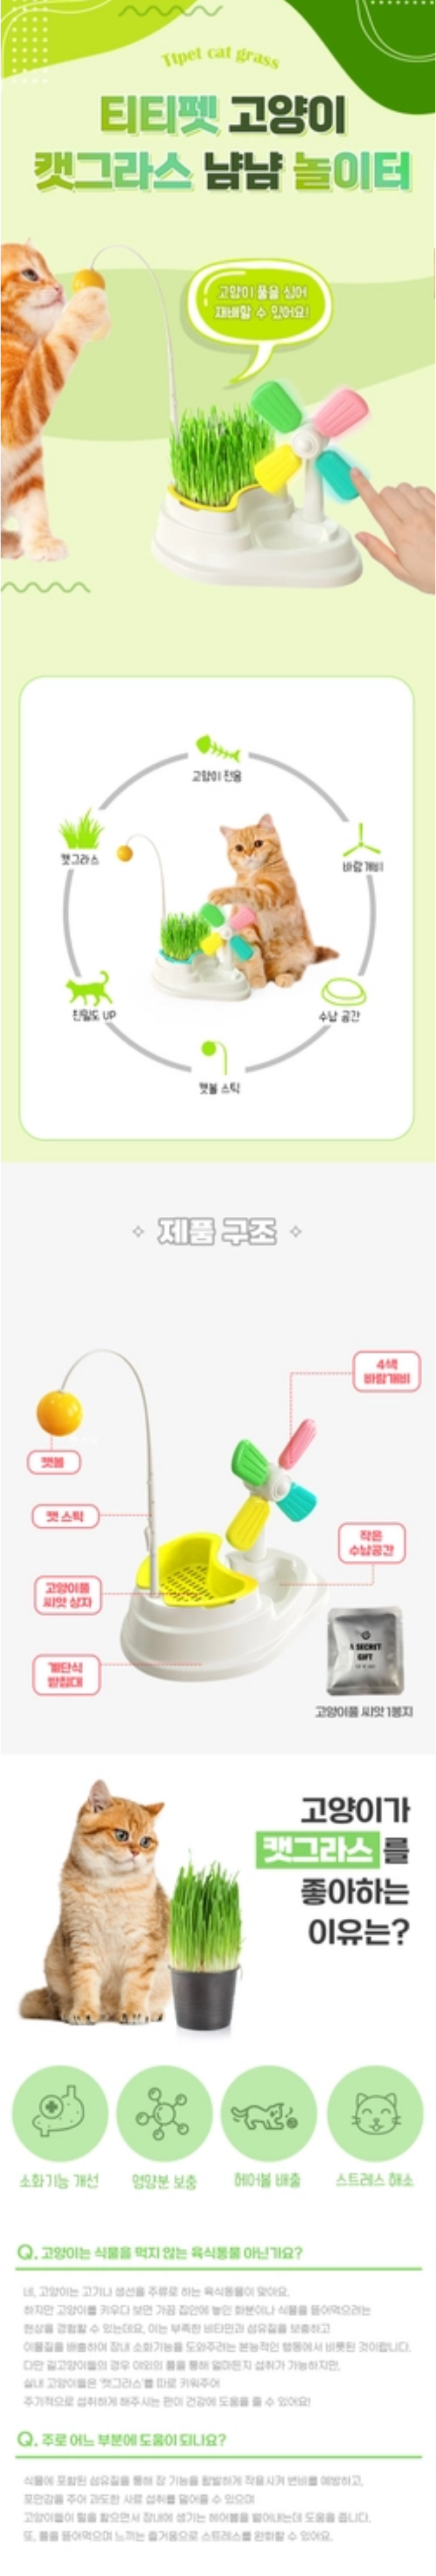 Ttpet cat grass
티티펫 고양이
캣그라스 냠냠 놀이터
고양이 풀을 심어
재배할 수 있어요!
고양이 전용
캣그라스
바람개비
친밀도 UP
수납 공간
캣볼 스틱
제품 구조
4색
바람개비
캣볼
캣 스틱
작은
수납공간
고양이풀
씨앗 상자
계단식
받침대
A SECRET
GIFT
고양이풀 씨앗 1봉지
고양이가
캣그라스를
좋아하는
이유는?
소화기능 개선
영양분 보충
헤어볼 배출
스트레스 해소
Q. 고양이는 식물을 먹지 않는 육식동물 아닌가요?
네, 고양이는 고기나 생선을 주류로 하는 육식동물이 맞아요.
하지만 고양이를 키우다 보면 가끔 집안에 놓인 화분이나 식물을 뜯어먹으려는
현상을 경험할 수 있는데요, 이는 부족한 비타민과 섬유질을 보충하고
이물질을 배출하여 장내 소화기능을 도와주려는 본능적인 행동에서 비롯된 것이랍니다.
다만 길고양이들의 경우 야외의 풀을 통해 얼마든지 섭취가 가능하지만,
실내 고양이들은 '캣그라스'를 따로 키워주어
주기적으로 섭취하게 해주시는 편이 건강에 도움을 줄 수 있어요!
Q. 주로 어느 부분에 도움이 되나요?
식물에 포함된 섬유질을 통해 장 기능을 활발하게 작용시켜 변비를 예방하고,
포만감을 주어 과도한 사료 섭취를 덜어줄 수 있으며
고양이들이 털을 핥으면서 장내에 생기는 헤어볼을 뱉어내는데 도움을 줍니다.
또, 풀을 뜯어먹으며 느끼는 즐거움으로 스트레스를 완화할 수 있어요.